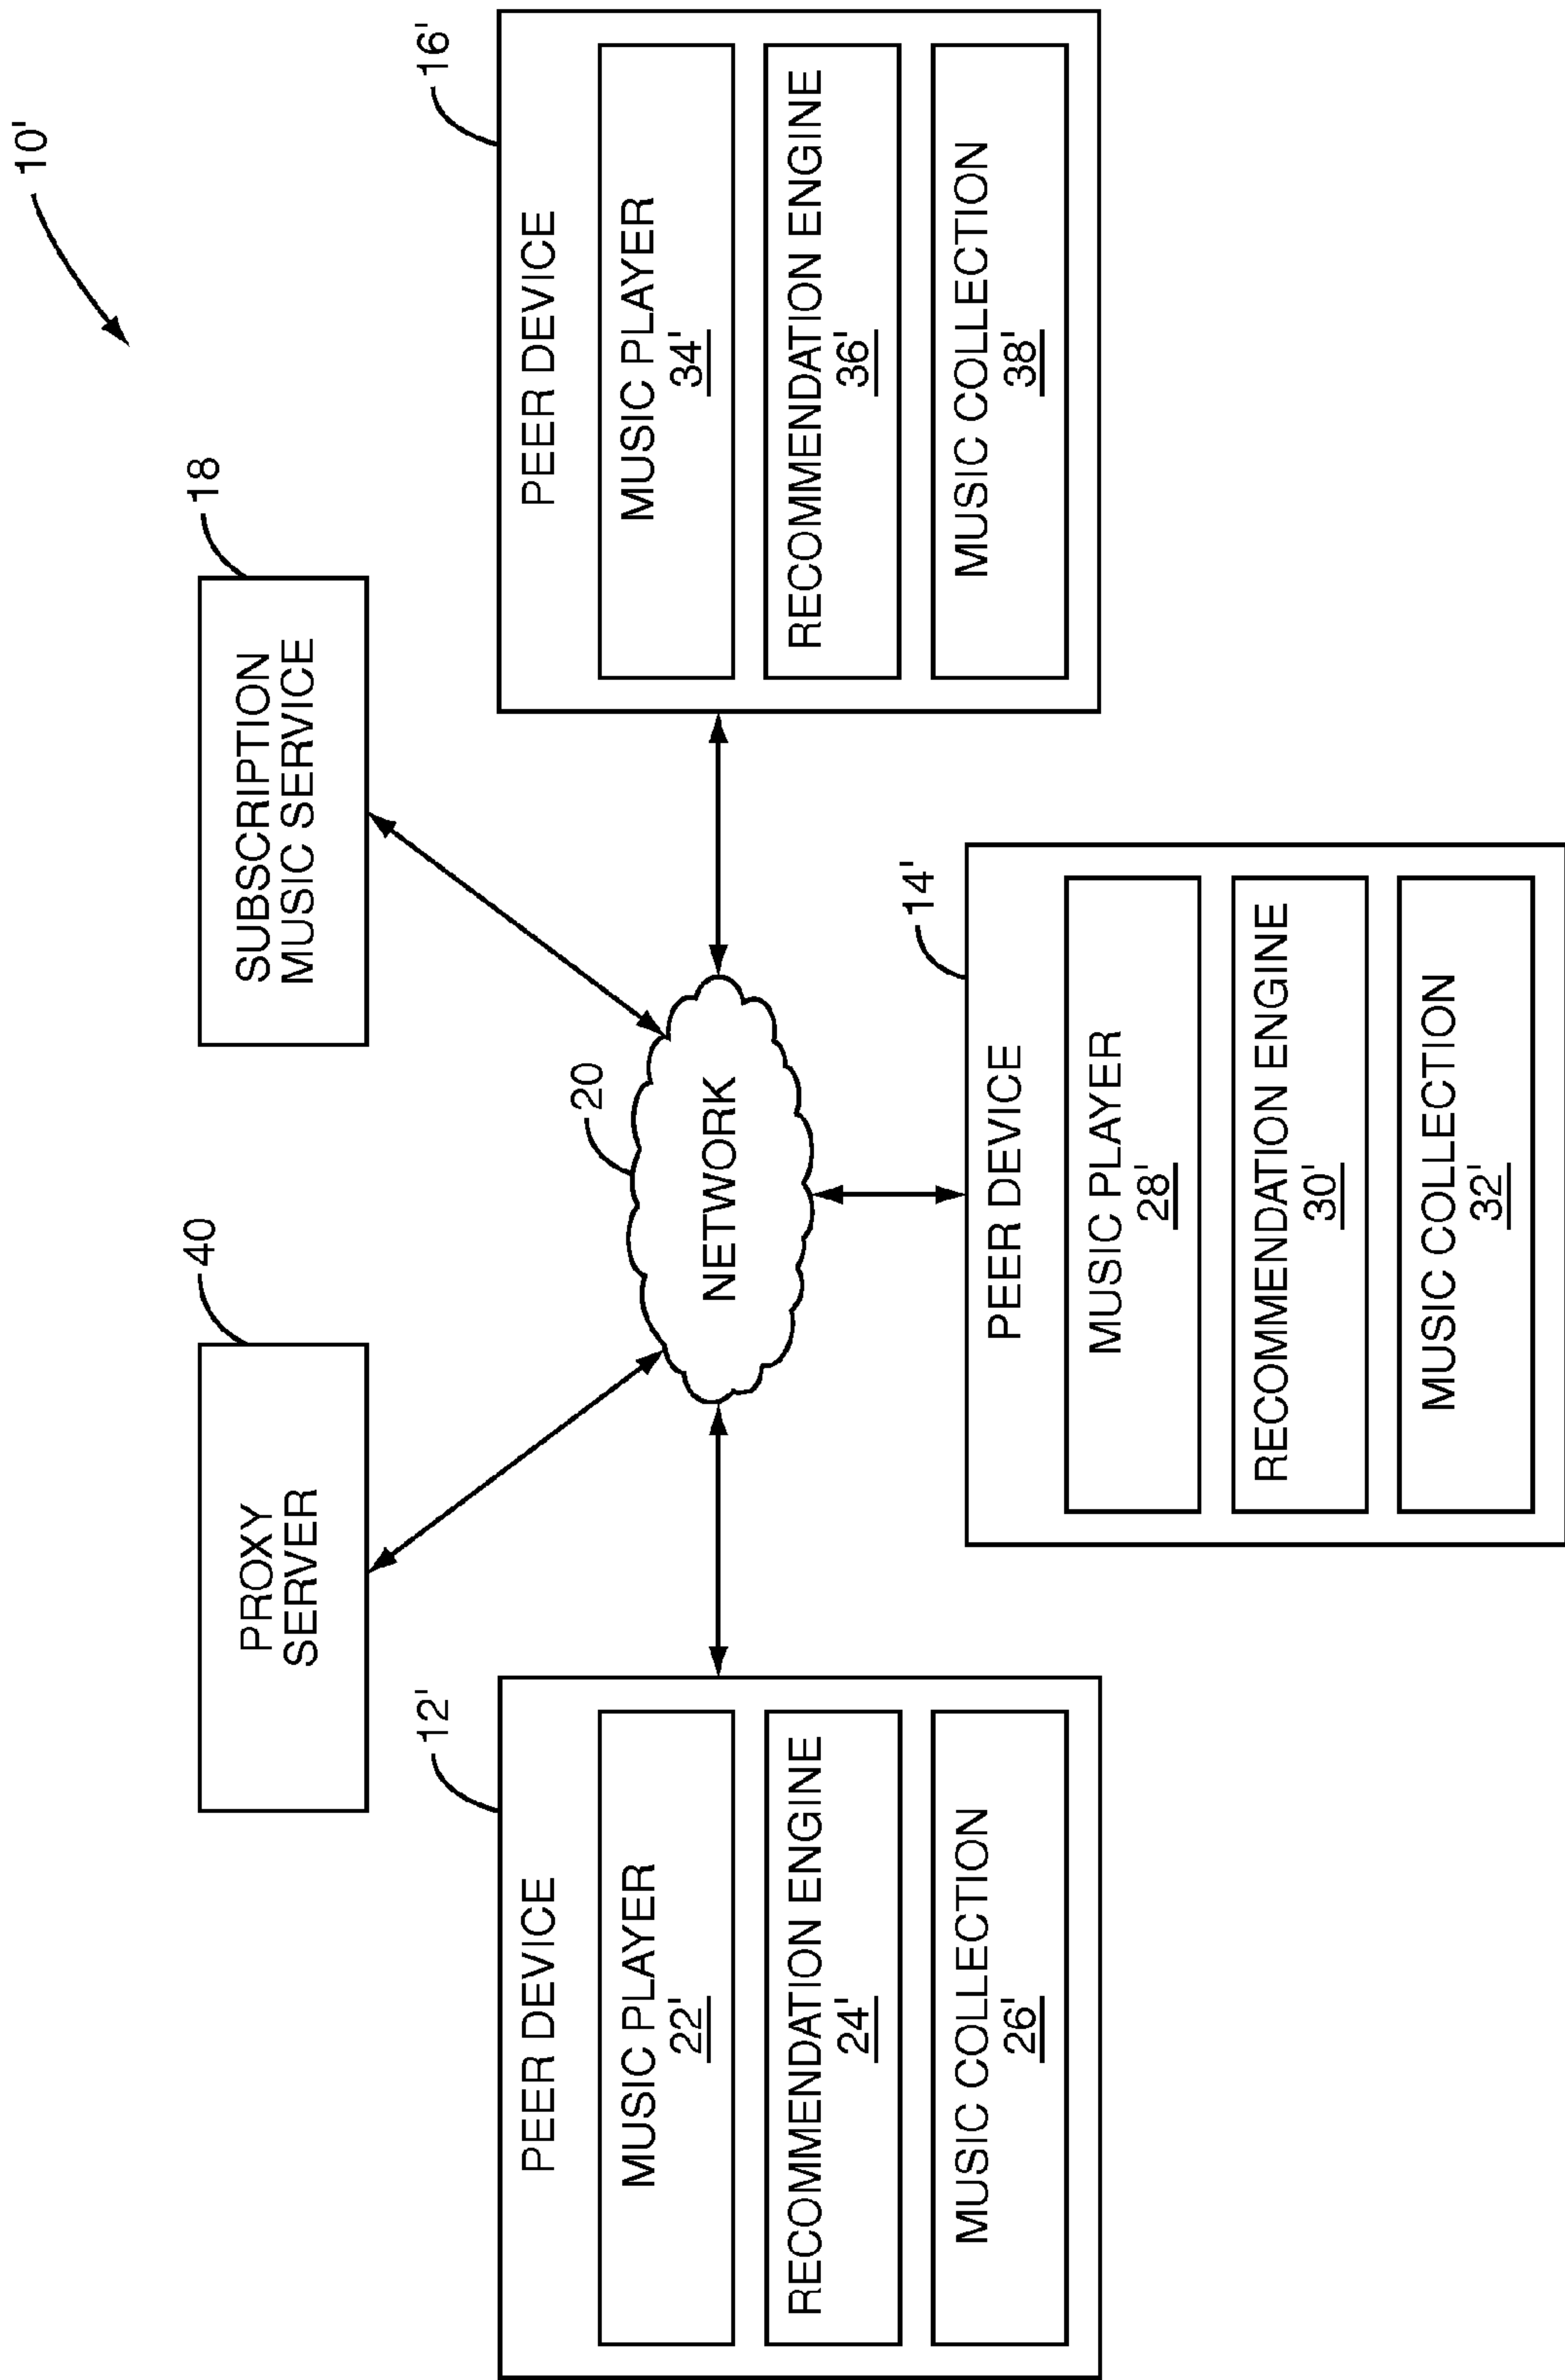 10'
40
PROXY
SERVER
18
SUBSCRIPTION
MUSIC SERVICE
12'
PEER DEVICE
MUSIC PLAYER
22'
RECOMMENDATION ENGINE
24'
MUSIC COLLECTION
26'
20
NETWORK
16'
PEER DEVICE
MUSIC PLAYER
34'
RECOMMENDATION ENGINE
36'
MUSIC COLLECTION
38'
14'
PEER DEVICE
MUSIC PLAYER
28'
RECOMMENDATION ENGINE
30'
MUSIC COLLECTION
32'